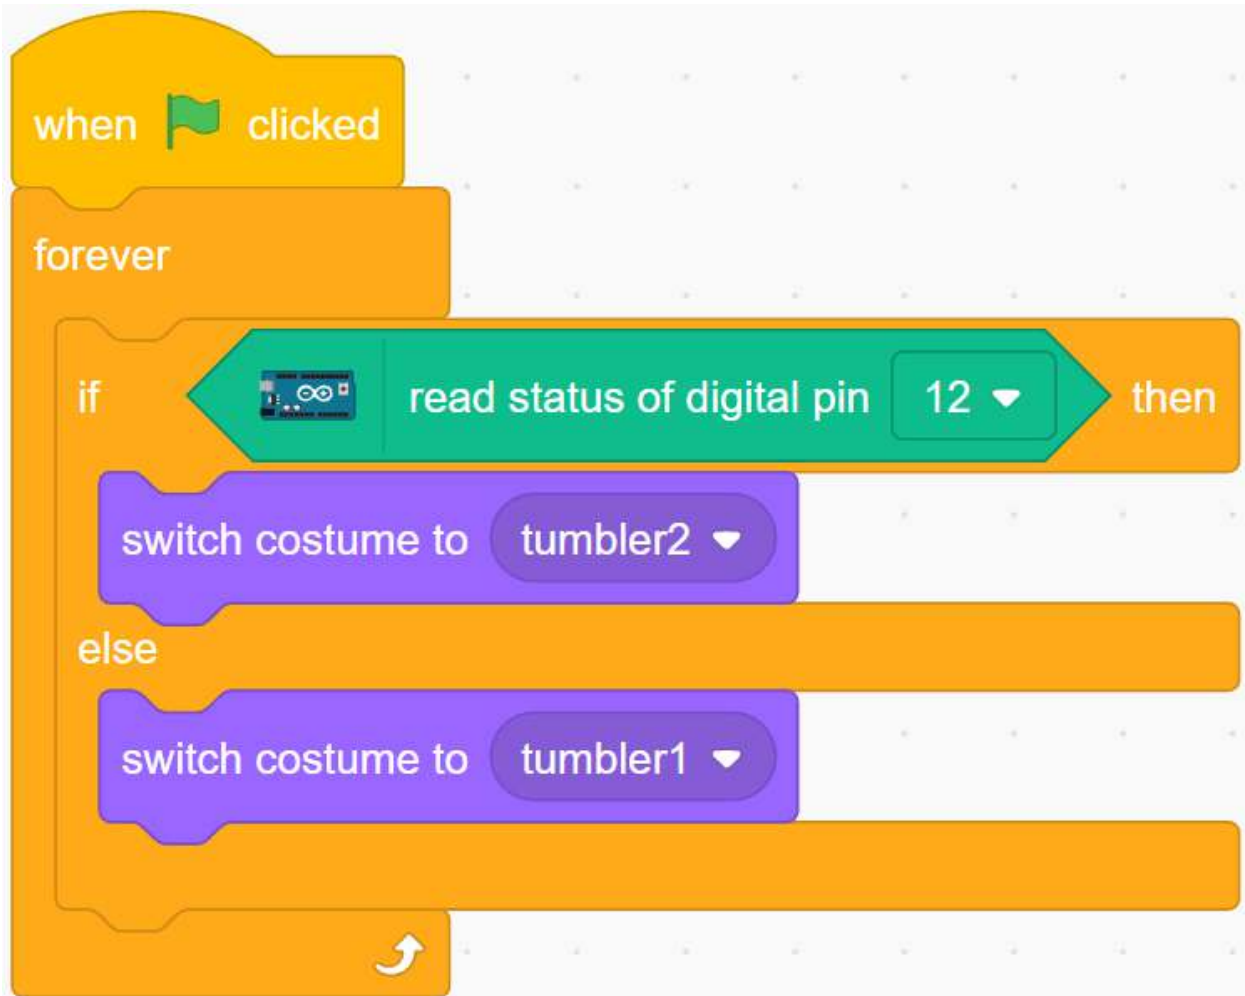 when clicked
forever
if read status of digital pin 12 then
switch costume to tumbler2
else
switch costume to tumbler1